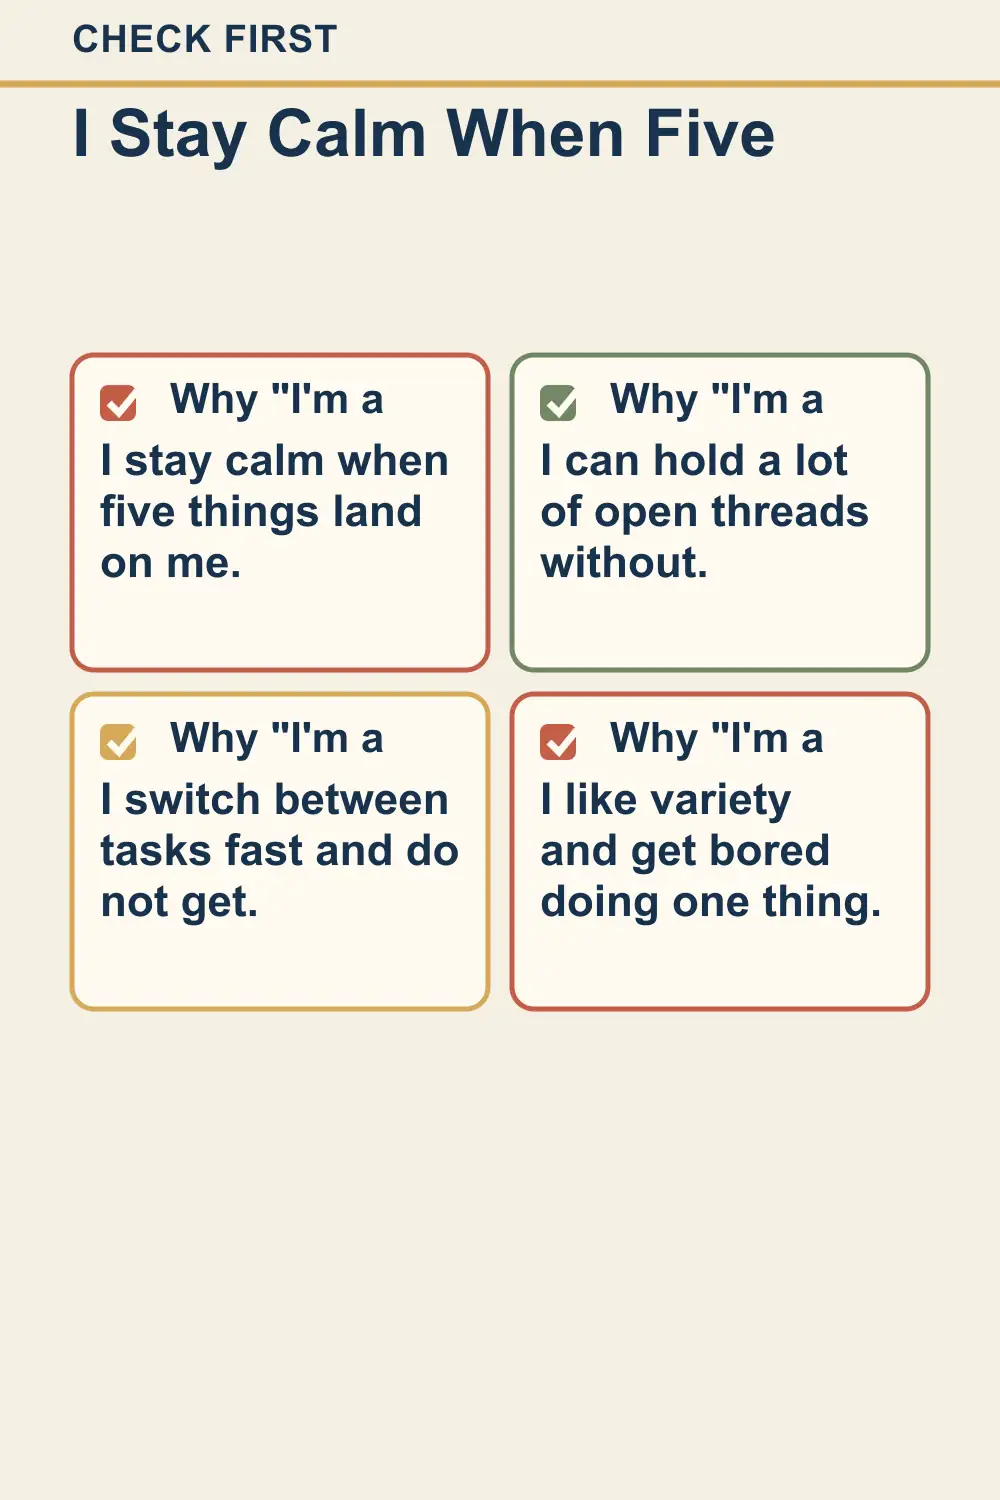 CHECK FIRST
I Stay Calm When Five
Why "I'm a
I stay calm when
five things land
on me.
Why "I'm a
I can hold a lot
of open threads
without.
Why "I'm a
I switch between
tasks fast and do
not get.
Why "I'm a
I like variety
and get bored
doing one thing.